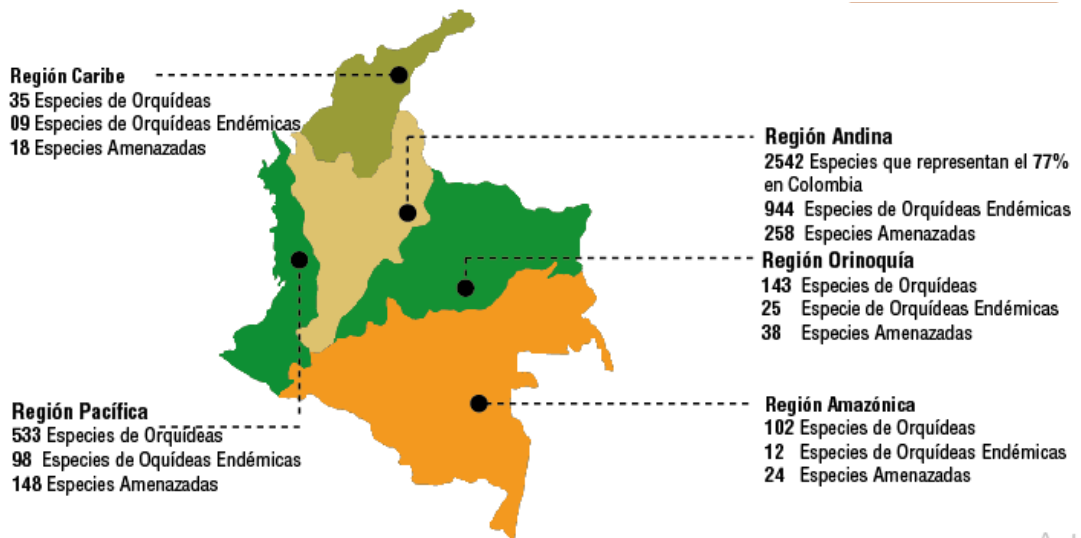 Región Caribe
35 Especies de Orquídeas
09 Especies de Orquídeas Endémicas
18 Especies Amenazadas
Región Andina
2542 Especies que representan el 77%
en Colombia
944 Especies de Orquídeas Endémicas
258 Especies Amenazadas
Región Orinoquía
143 Especies de Orquídeas
25 Especie de Orquídeas Endémicas
38 Especies Amenazadas
Región Pacífica
533 Especies de Orquídeas
98 Especies de Oquídeas Endémicas
148 Especies Amenazadas
Región Amazónica
102 Especies de Orquídeas
12 Especies de Orquídeas Endémicas
24 Especies Amenazadas